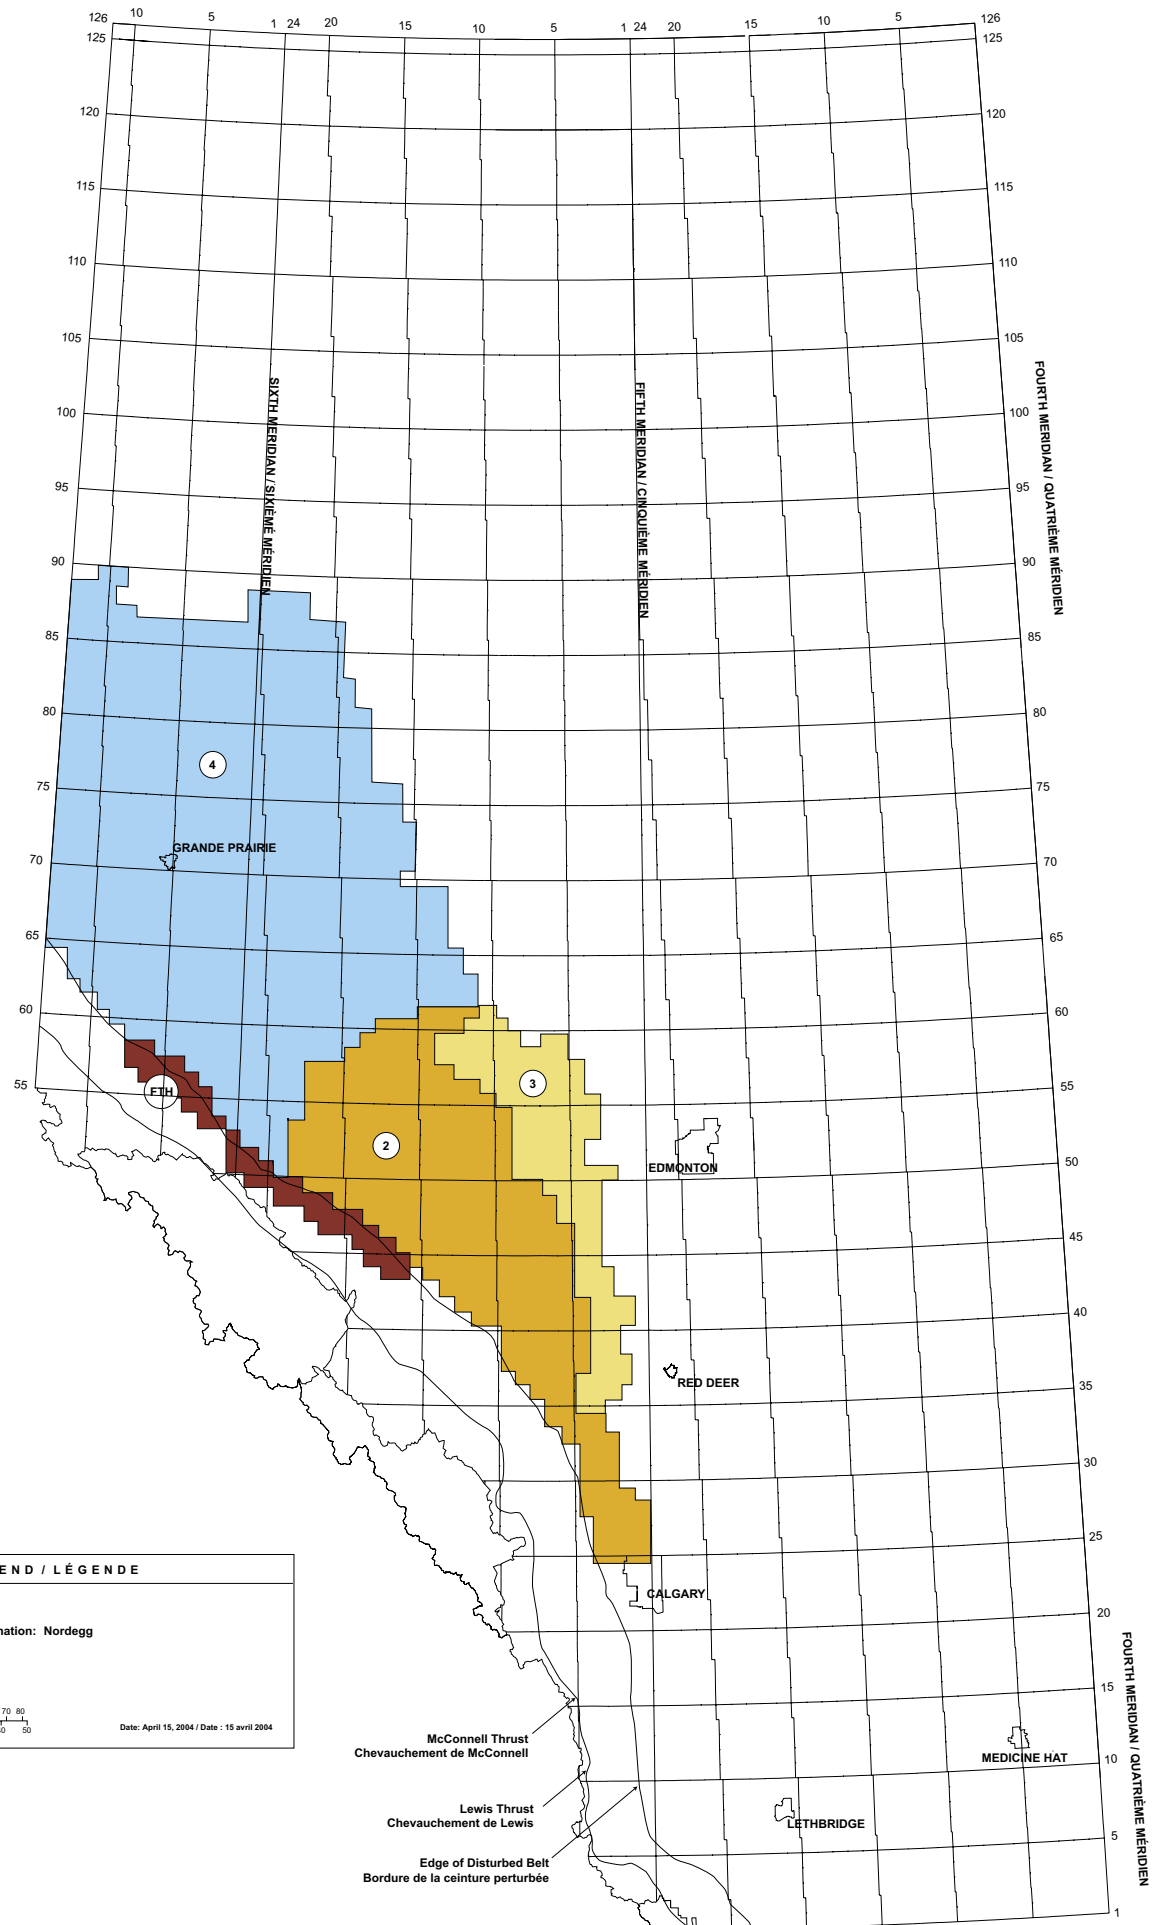 126 10 5 1 24 20 15 10 5 1 24 20 15 10 5 126
125 125
120 120
115 115
110 110
105 105
100 100
95 95
90 90
85 85
80 80
75 75
70 70
65 65
60 60
55 55
50
45
40
35
30
25
20
15
10
5
1
SIXTH MERIDIAN / SIXIÈMÉ MÉRIDIEN
FIFTH MERIDIAN / CINQUIÈME MÉRIDIEN
FOURTH MERIDIAN / QUATRIÈME MÉRIDIEN
4
GRANDE PRAIRIE
3
FTH
2
EDMONTON
RED DEER
CALGARY
END / LÉGENDE
nation: Nordegg
70 80
50
Date: April 15, 2004 / Date : 15 avril 2004
McConnell Thrust
Chevauchement de McConnell
Lewis Thrust
Chevauchement de Lewis
Edge of Disturbed Belt
Bordure de la ceinture perturbée
MEDICINE HAT
LETHBRIDGE
FOURTH MERIDIAN / QUATRIÈME MÉRIDIEN